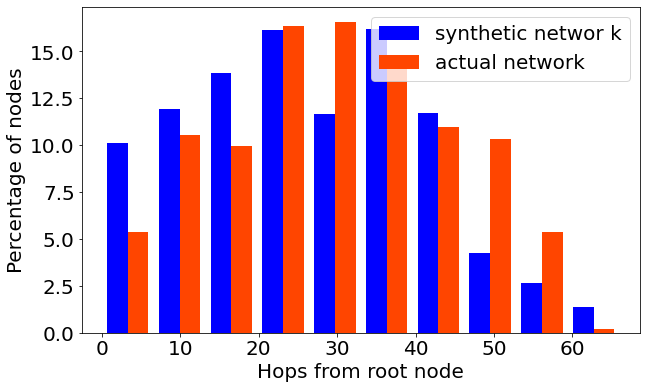 synthetic networ k
actual network
Percentage of nodes
15.0
12.5
10.0
7.5
5.0
2.5
0.0
0 10 20 30 40 50 60
Hops from root node